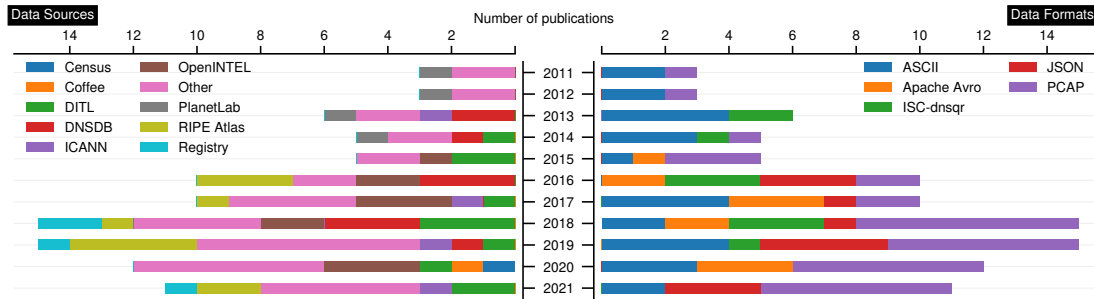 Data Sources
Number of publications
Data Formats
14 12 10 8 6 4 2
2 4 6 8 10 12 14
Census
Coffee
DITL
DNSDB
ICANN
OpenINTEL
Other
PlanetLab
RIPE Atlas
Registry
2011
2012
2013
2014
2015
2016
2017
2018
2019
2020
2021
ASCII
Apache Avro
ISC-dnsqr
JSON
PCAP